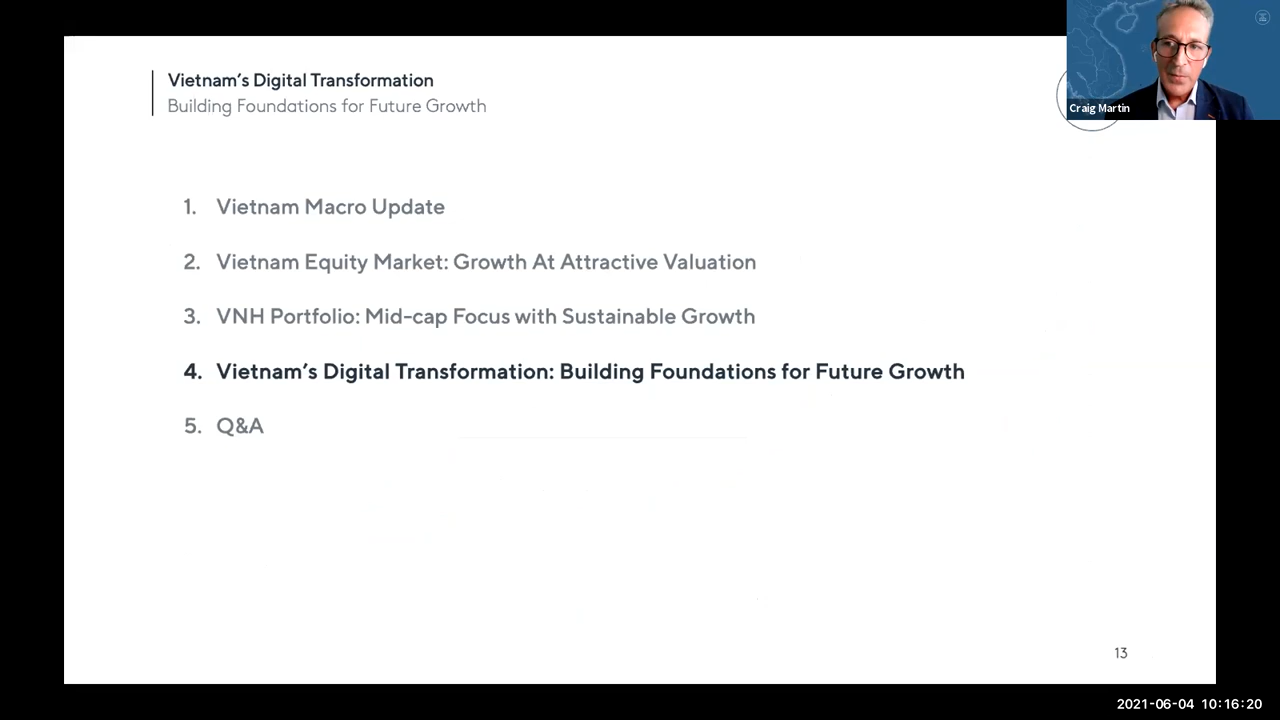 Vietnam's Digital Transformation
Building Foundations for Future Growth
Craig Martin
1. Vietnam Macro Update
2. Vietnam Equity Market: Growth At Attractive Valuation
3. VNH Portfolio: Mid-cap Focus with Sustainable Growth
4. Vietnam's Digital Transformation: Building Foundations for Future Growth
5. Q&A
13
2021-06-04 10:16:20